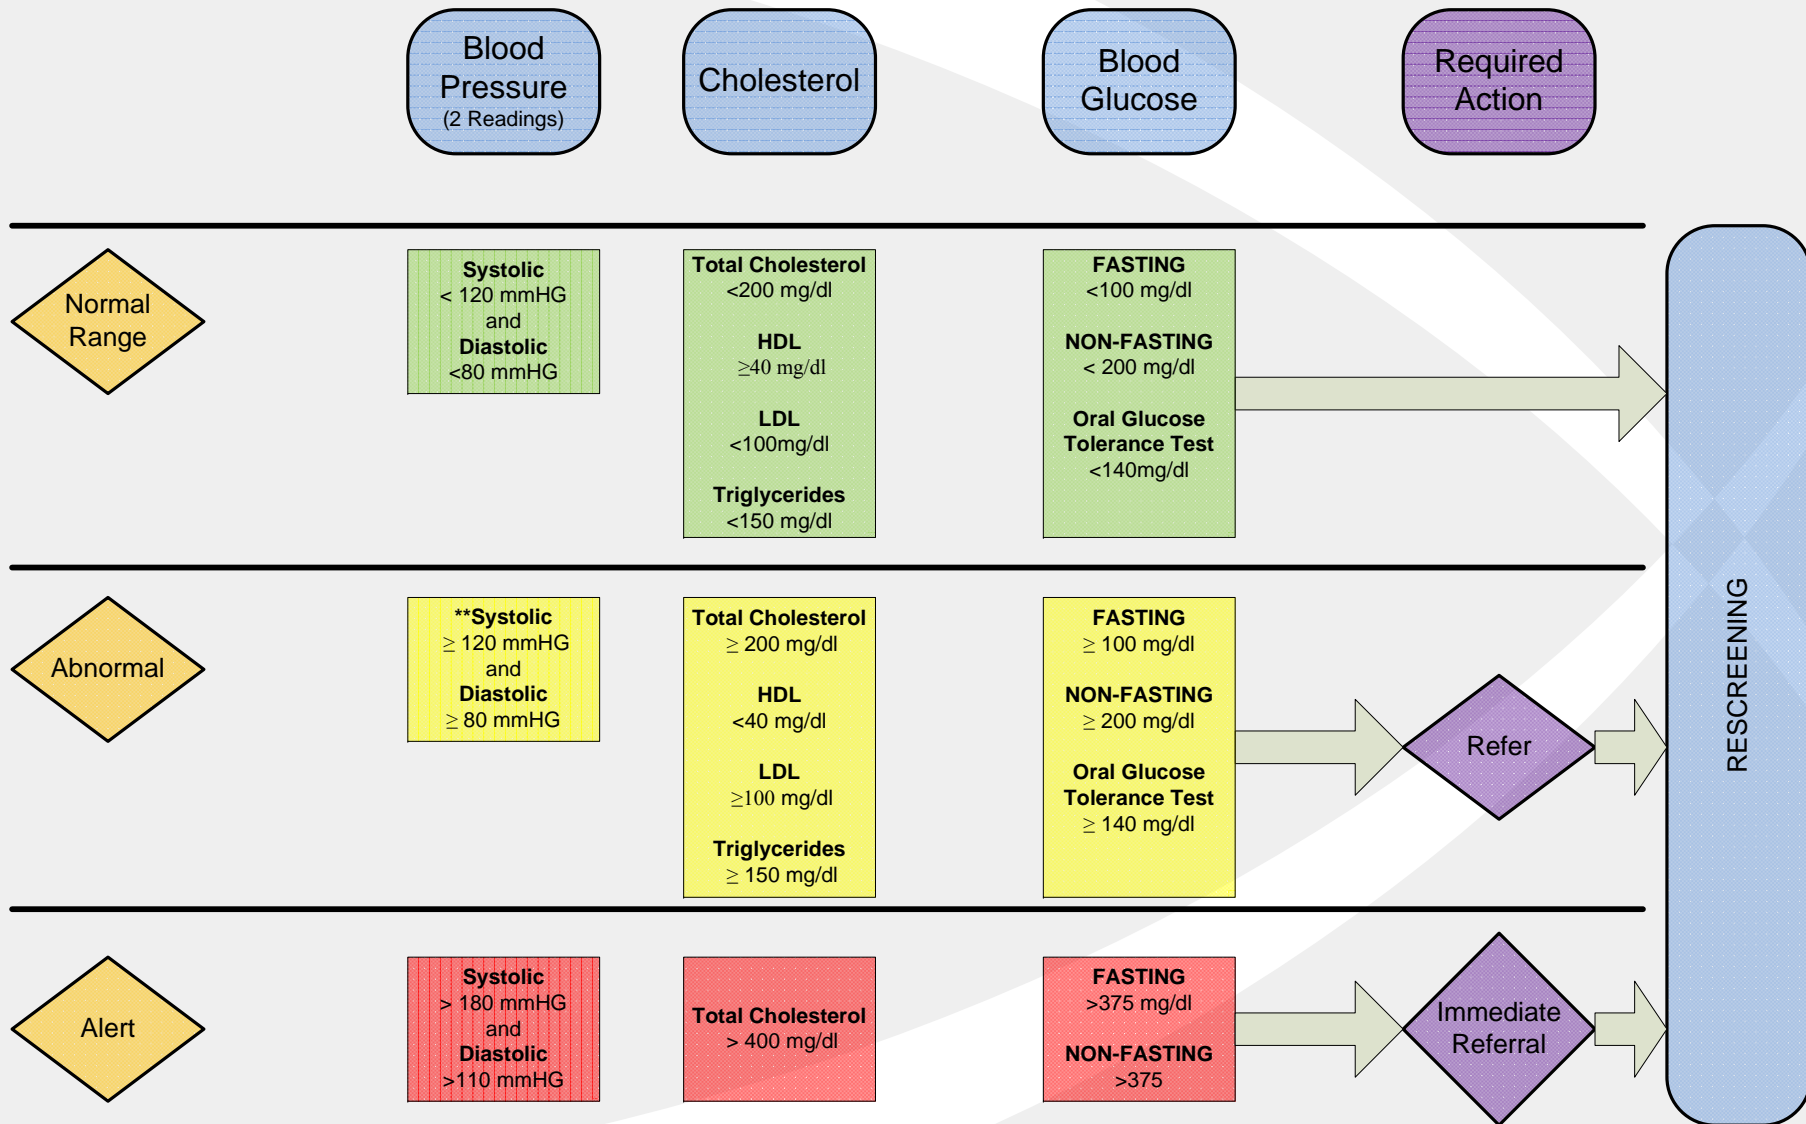 Blood
Pressure
(2 Readings)
Cholesterol
Blood
Glucose
Required
Action
Normal
Range
Systolic
< 120 mmHG
and
Diastolic
<80 mmHG
Total Cholesterol
<200 mg/dl
HDL
≥40 mg/dl
LDL
<100mg/dl
Triglycerides
<150 mg/dl
FASTING
<100 mg/dl
NON-FASTING
< 200 mg/dl
Oral Glucose
Tolerance Test
<140mg/dl
Abnormal
**Systolic
≥ 120 mmHG
and
Diastolic
≥ 80 mmHG
Total Cholesterol
≥ 200 mg/dl
HDL
<40 mg/dl
LDL
≥100 mg/dl
Triglycerides
≥ 150 mg/dl
FASTING
≥ 100 mg/dl
NON-FASTING
≥ 200 mg/dl
Oral Glucose
Tolerance Test
≥ 140 mg/dl
Refer
Alert
Systolic
> 180 mmHG
and
Diastolic
>110 mmHG
Total Cholesterol
> 400 mg/dl
FASTING
>375 mg/dl
NON-FASTING
>375
Immediate
Referral
RESCREENING